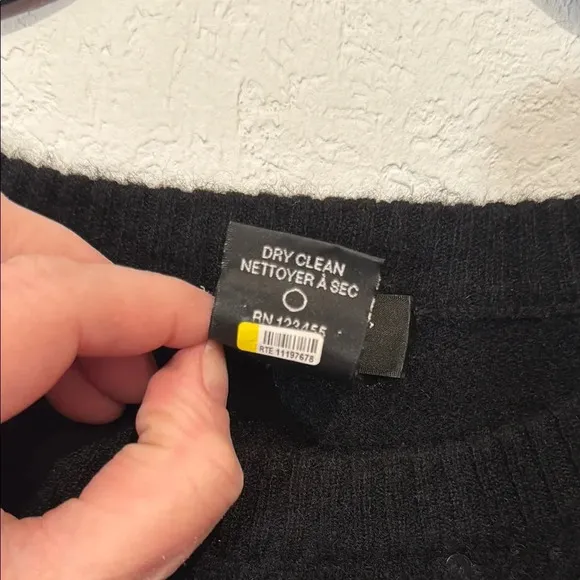 DRY CLEAN
NETTOYER À SEC
RN 123455
RTE 11197678